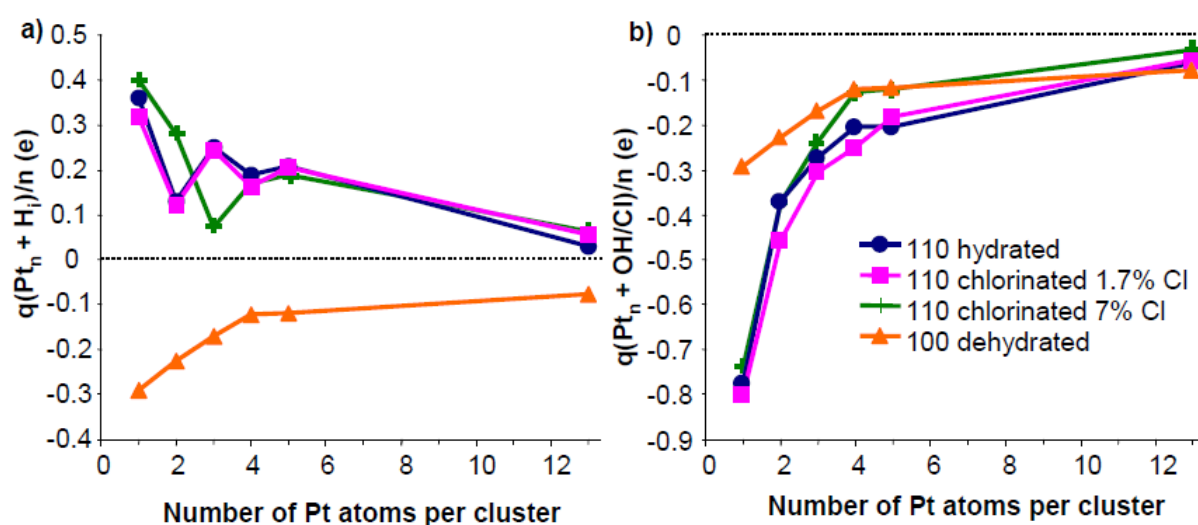 a)
q(Ptn + Hi)/n (e)
0.5
0.4
0.3
0.2
0.1
0
-0.1
-0.2
-0.3
-0.4
0 2 4 6 8 10 12
Number of Pt atoms per cluster
b)
q(Ptn + OH/Cl)/n (e)
0
-0.1
-0.2
-0.3
-0.4
-0.5
-0.6
-0.7
-0.8
-0.9
110 hydrated
110 chlorinated 1.7% Cl
110 chlorinated 7% Cl
100 dehydrated
0 2 4 6 8 10 12
Number of Pt atoms per cluster